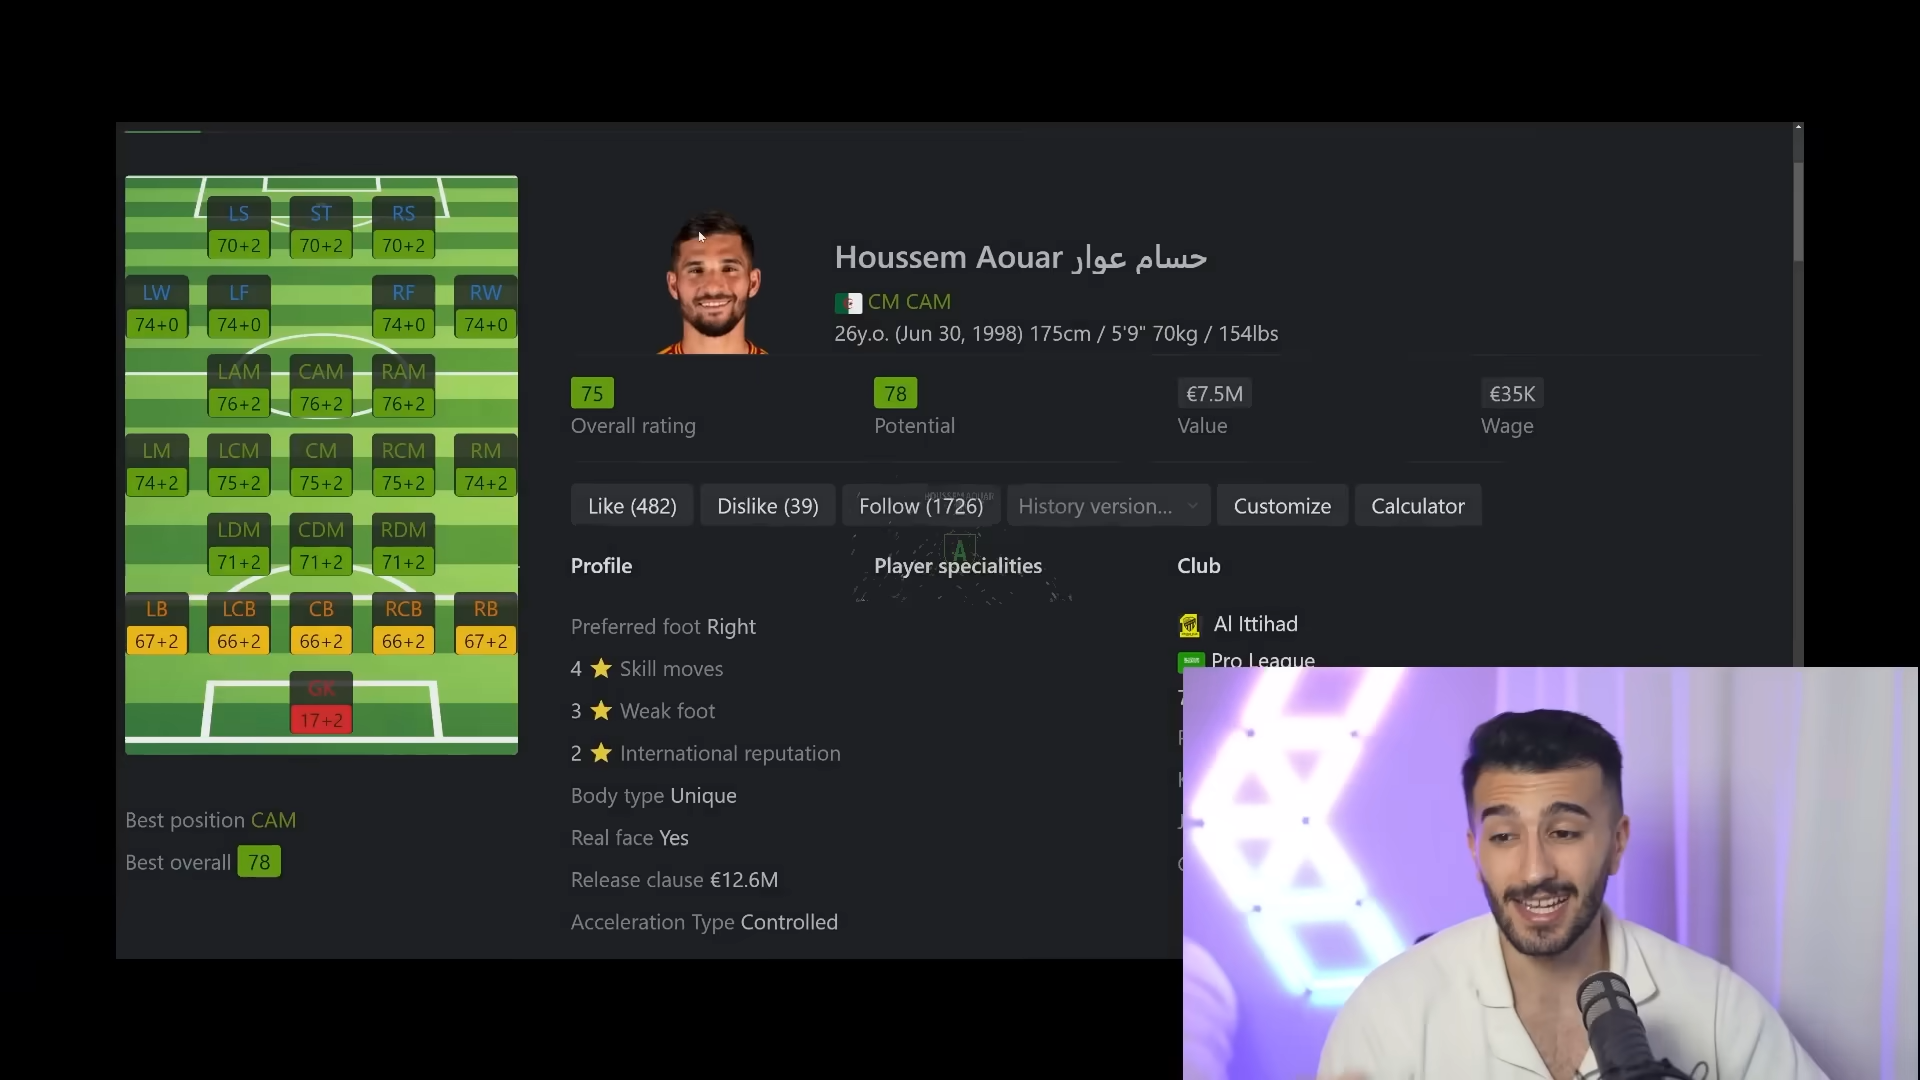 LS ST RS
70+2 70+2 70+2
LW LF RF RW
74+0 74+0 74+0 74+0
LAM CAM RAM
76+2 76+2 76+2
LM LCM CM RCM RM
74+2 75+2 75+2 75+2 74+2
LDM CDM RDM
71+2 71+2 71+2
LB LCB CB RCB RB
67+2 66+2 66+2 66+2 67+2
GK
17+2
Best position CAM
Best overall 78
Houssem Aouar حسام عوار
CM CAM
26y.o. (Jun 30, 1998) 175cm / 5'9" 70kg / 154lbs
75 78 €7.5M €35K
Overall rating Potential Value Wage
Like (482) Dislike (39) Follow (1726) History version... Customize Calculator
HOUSSEM AOUAR
A
Profile Player specialities Club
Preferred foot Right
4 Skill moves
3 Weak foot
2 International reputation
Body type Unique
Real face Yes
Release clause €12.6M
Acceleration Type Controlled
Al Ittihad
Pro League